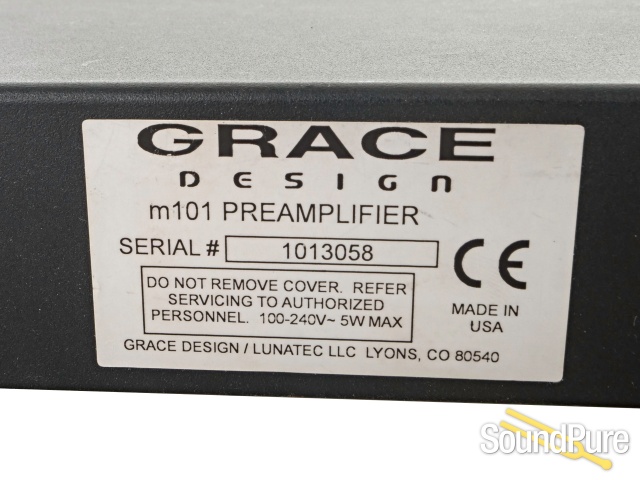 GRACE
DESIGN
m101 PREAMPLIFIER
SERIAL # 1013058
CE
DO NOT REMOVE COVER. REFER
SERVICING TO AUTHORIZED
PERSONNEL. 100-240V~ 5W MAX
MADE IN
USA
GRACE DESIGN / LUNATEC LLC LYONS, CO 80540
SoundPure